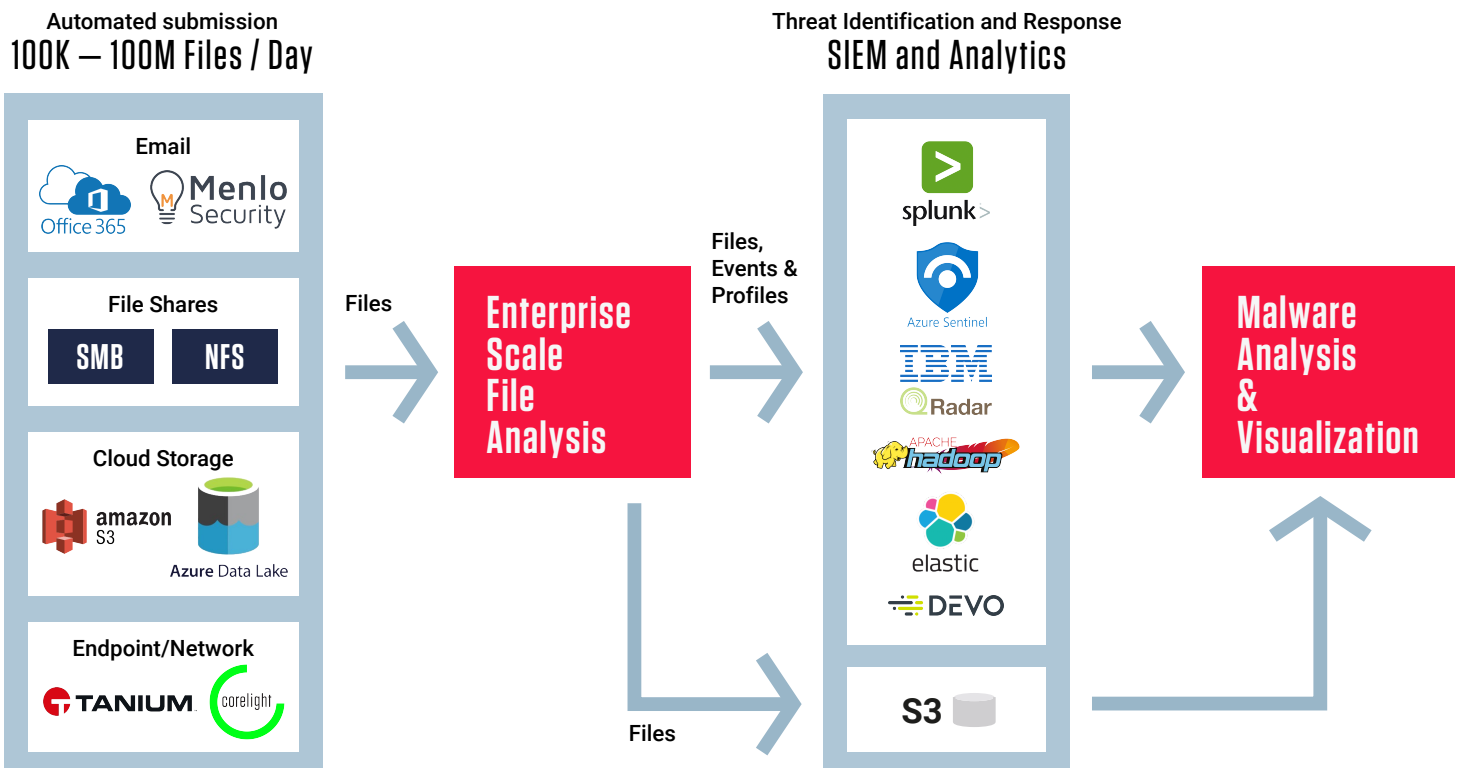 Automated submission
100K — 100M Files / Day
Email
Office 365
Menlo
Security
File Shares
SMB
NFS
Cloud Storage
amazon
S3
Azure Data Lake
Endpoint/Network
TANIUM
corelight
Files
Enterprise
Scale
File
Analysis
Files,
Events &
Profiles
Files
Threat Identification and Response
SIEM and Analytics
splunk>
Azure Sentinel
IBM
QRadar
APACHE
hadoop
elastic
DEVO
S3
Malware
Analysis
&
Visualization